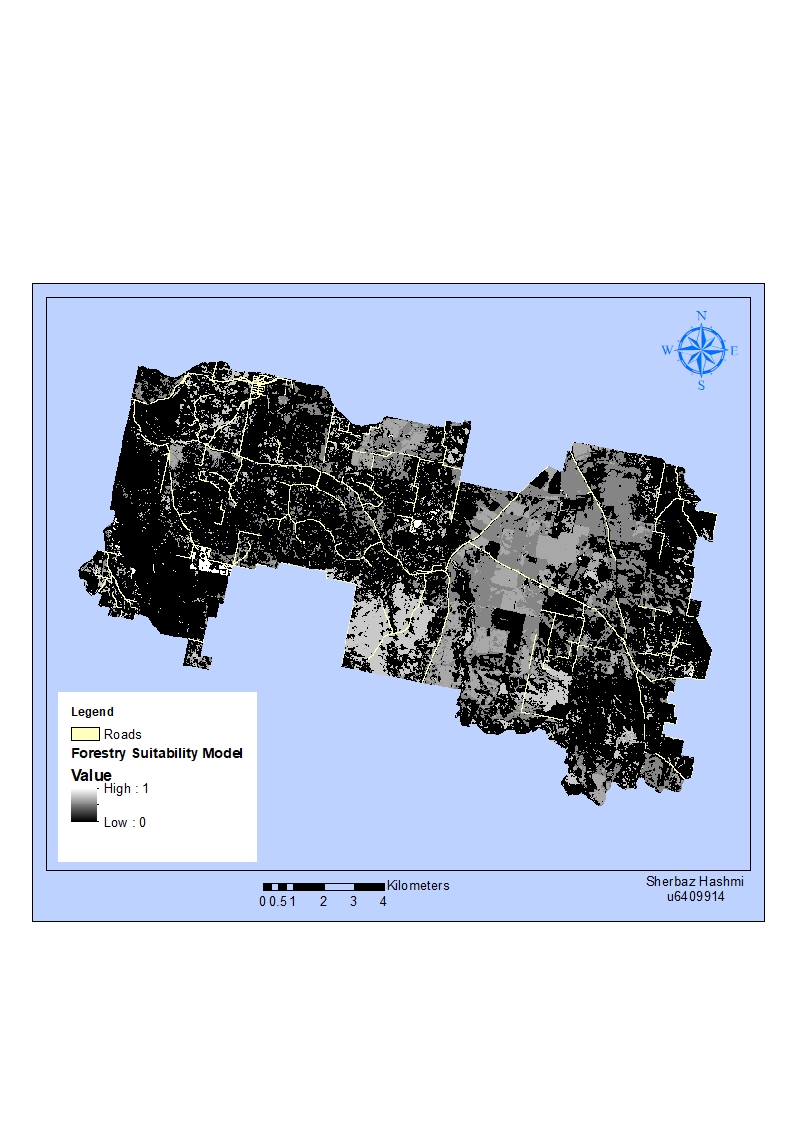 N
W E
S
Legend
Roads
Forestry Suitability Model
Value
High : 1
Low : 0
Kilometers
0 0.5 1 2 3 4
Sherbaz Hashmi
u6409914